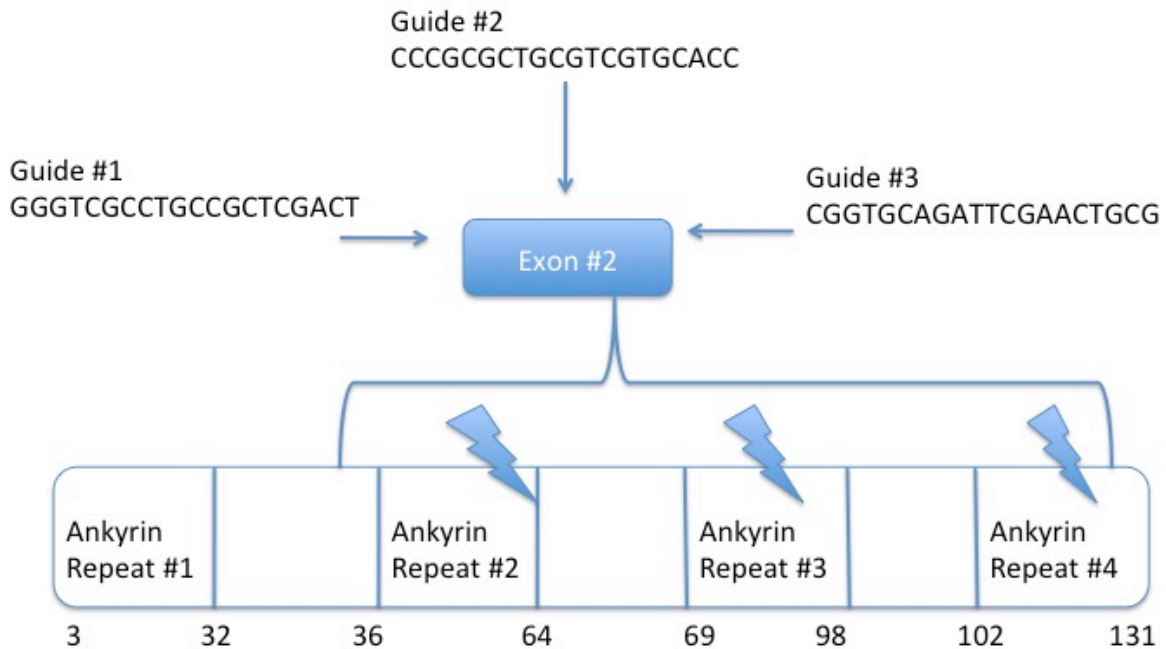 Guide #2
CCCGCGCTGCGTCGTGCACC
Guide #1
GGGTCGCCTGCCGCTCGACT
Guide #3
CGGTGCAGATTCGAACTGCG
Exon #2
Ankyrin
Repeat #1
Ankyrin
Repeat #2
Ankyrin
Repeat #3
Ankyrin
Repeat #4
3 32 36 64 69 98 102 131